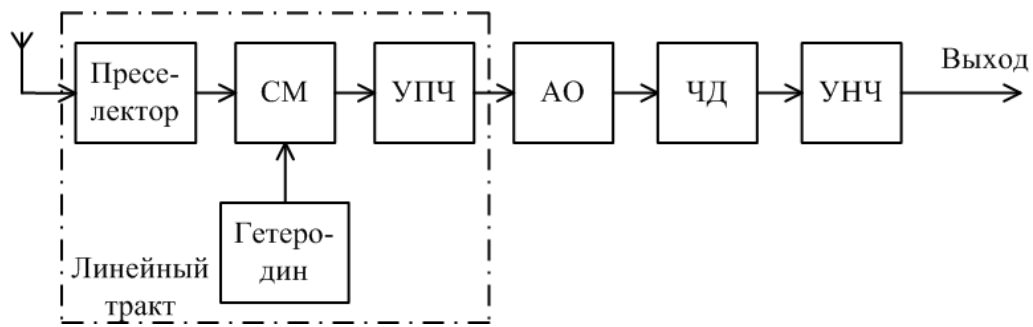 Пресе-
лектор
СМ
УПЧ
АО
ЧД
УНЧ
Выход
Гетеро-
дин
Линейный
тракт